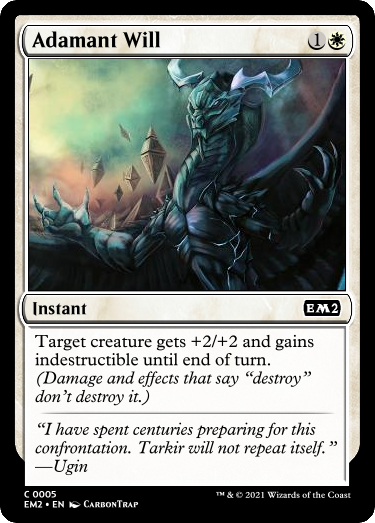 Adamant Will 1
Instant EM2
Target creature gets +2/+2 and gains
indestructible until end of turn.
(Damage and effects that say “destroy”
don’t destroy it.)
“I have spent centuries preparing for this
confrontation. Tarkir will not repeat itself.”
—Ugin
C 0005
EM2 • EN CarbonTrap ™ & © 2021 Wizards of the Coast